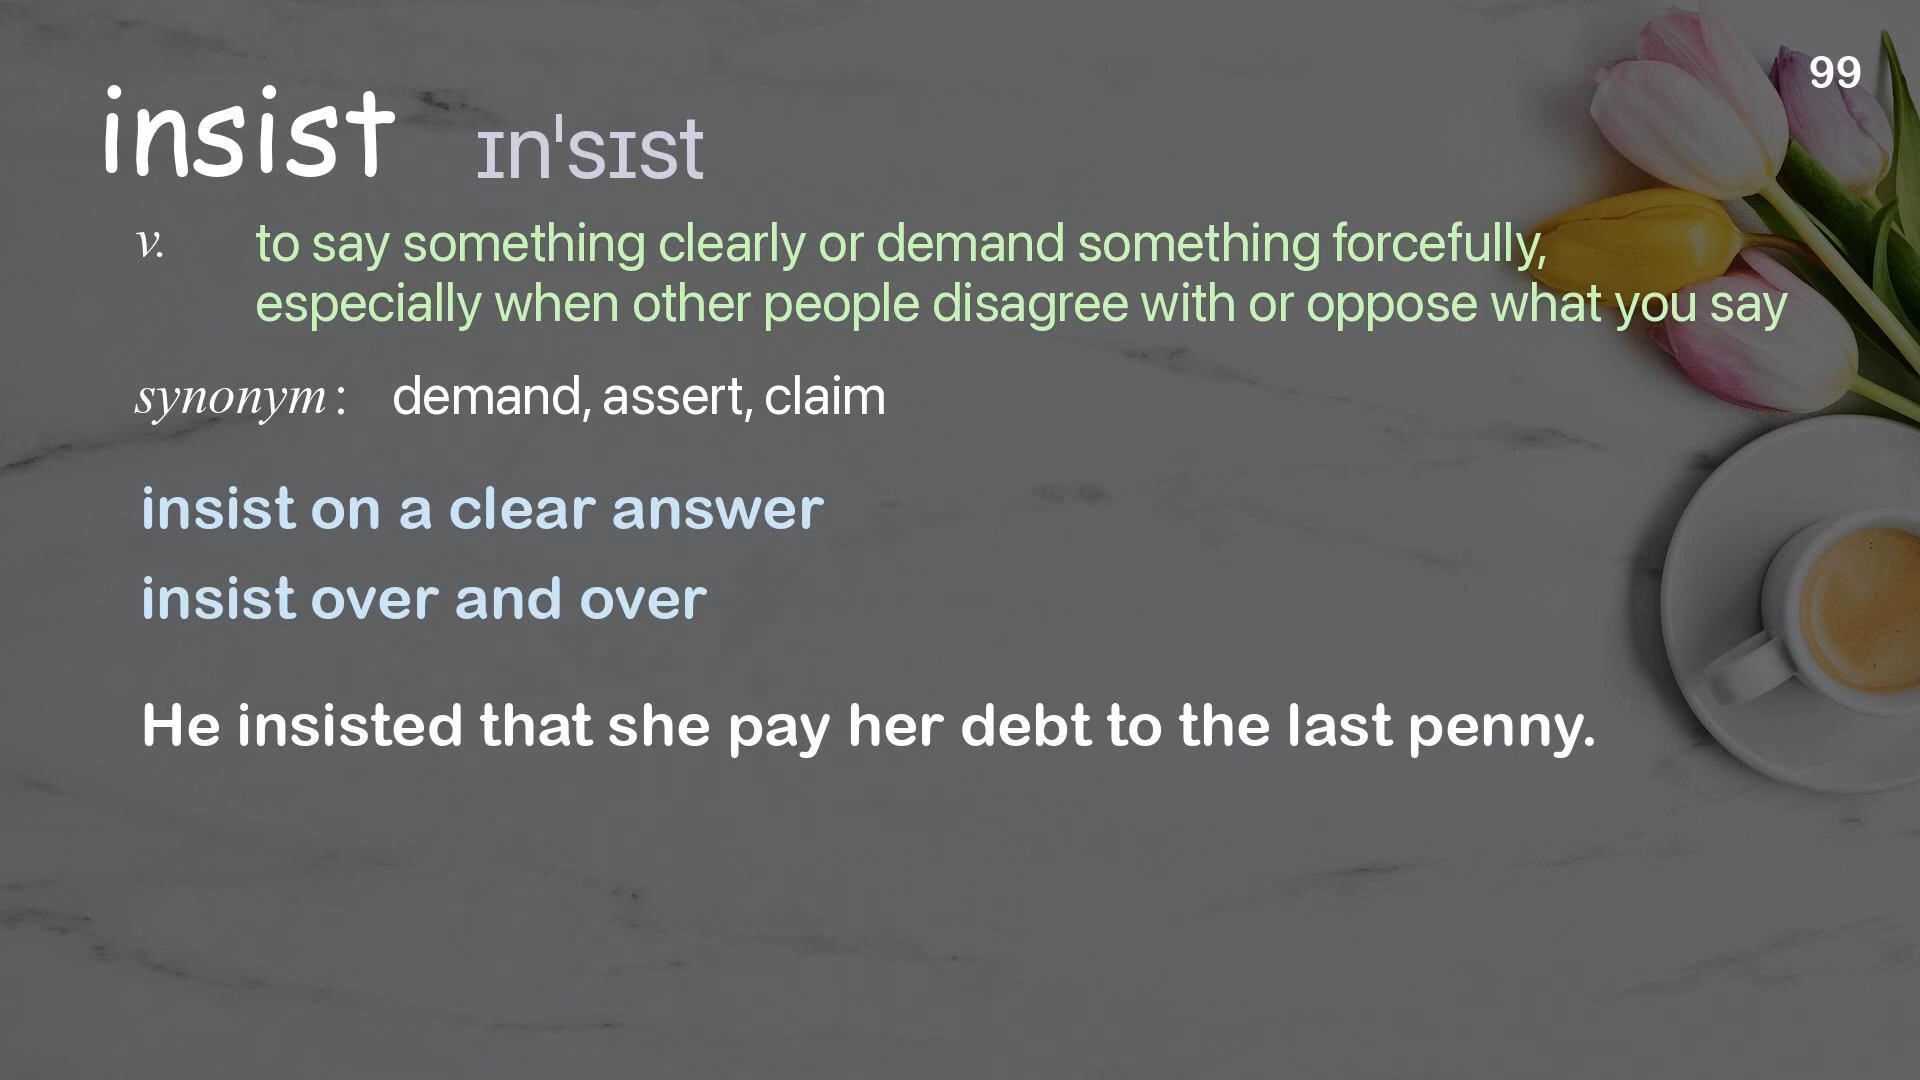 99
insist ɪnˈsɪst
v. to say something clearly or demand something forcefully,
especially when other people disagree with or oppose what you say
synonym : demand, assert, claim
insist on a clear answer
insist over and over
He insisted that she pay her debt to the last penny.